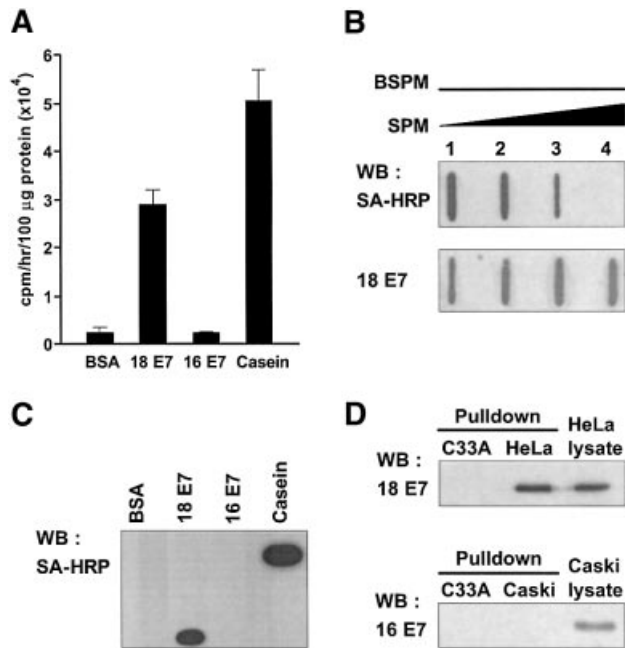 A
cpm/hr/100 µg protein (x10⁴)
6
5
4
3
2
1
0
BSA 18 E7 16 E7 Casein
B
BSPM
SPM
1 2 3 4
WB :
SA-HRP
18 E7
C
BSA 18 E7 16 E7 Casein
WB :
SA-HRP
D
Pulldown HeLa
C33A HeLa lysate
WB :
18 E7
Pulldown Caski
C33A Caski lysate
WB :
16 E7